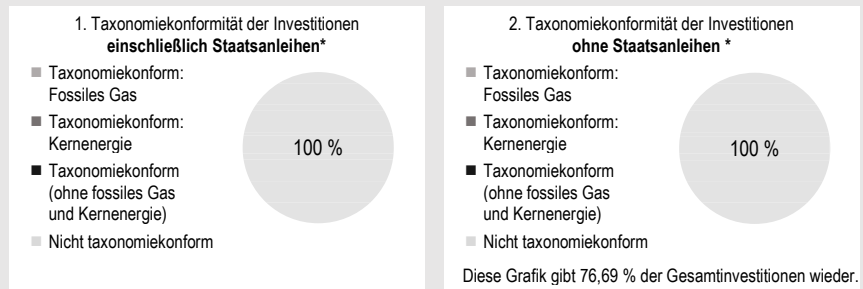 1. Taxonomiekonformität der Investitionen
einschließlich Staatsanleihen*
Taxonomiekonform:
Fossiles Gas
Taxonomiekonform:
Kernenergie
Taxonomiekonform
(ohne fossiles Gas
und Kernenergie)
Nicht taxonomiekonform
100 %
2. Taxonomiekonformität der Investitionen
ohne Staatsanleihen *
Taxonomiekonform:
Fossiles Gas
Taxonomiekonform:
Kernenergie
Taxonomiekonform
(ohne fossiles Gas
und Kernenergie)
Nicht taxonomiekonform
100 %
Diese Grafik gibt 76,69 % der Gesamtinvestitionen wieder.